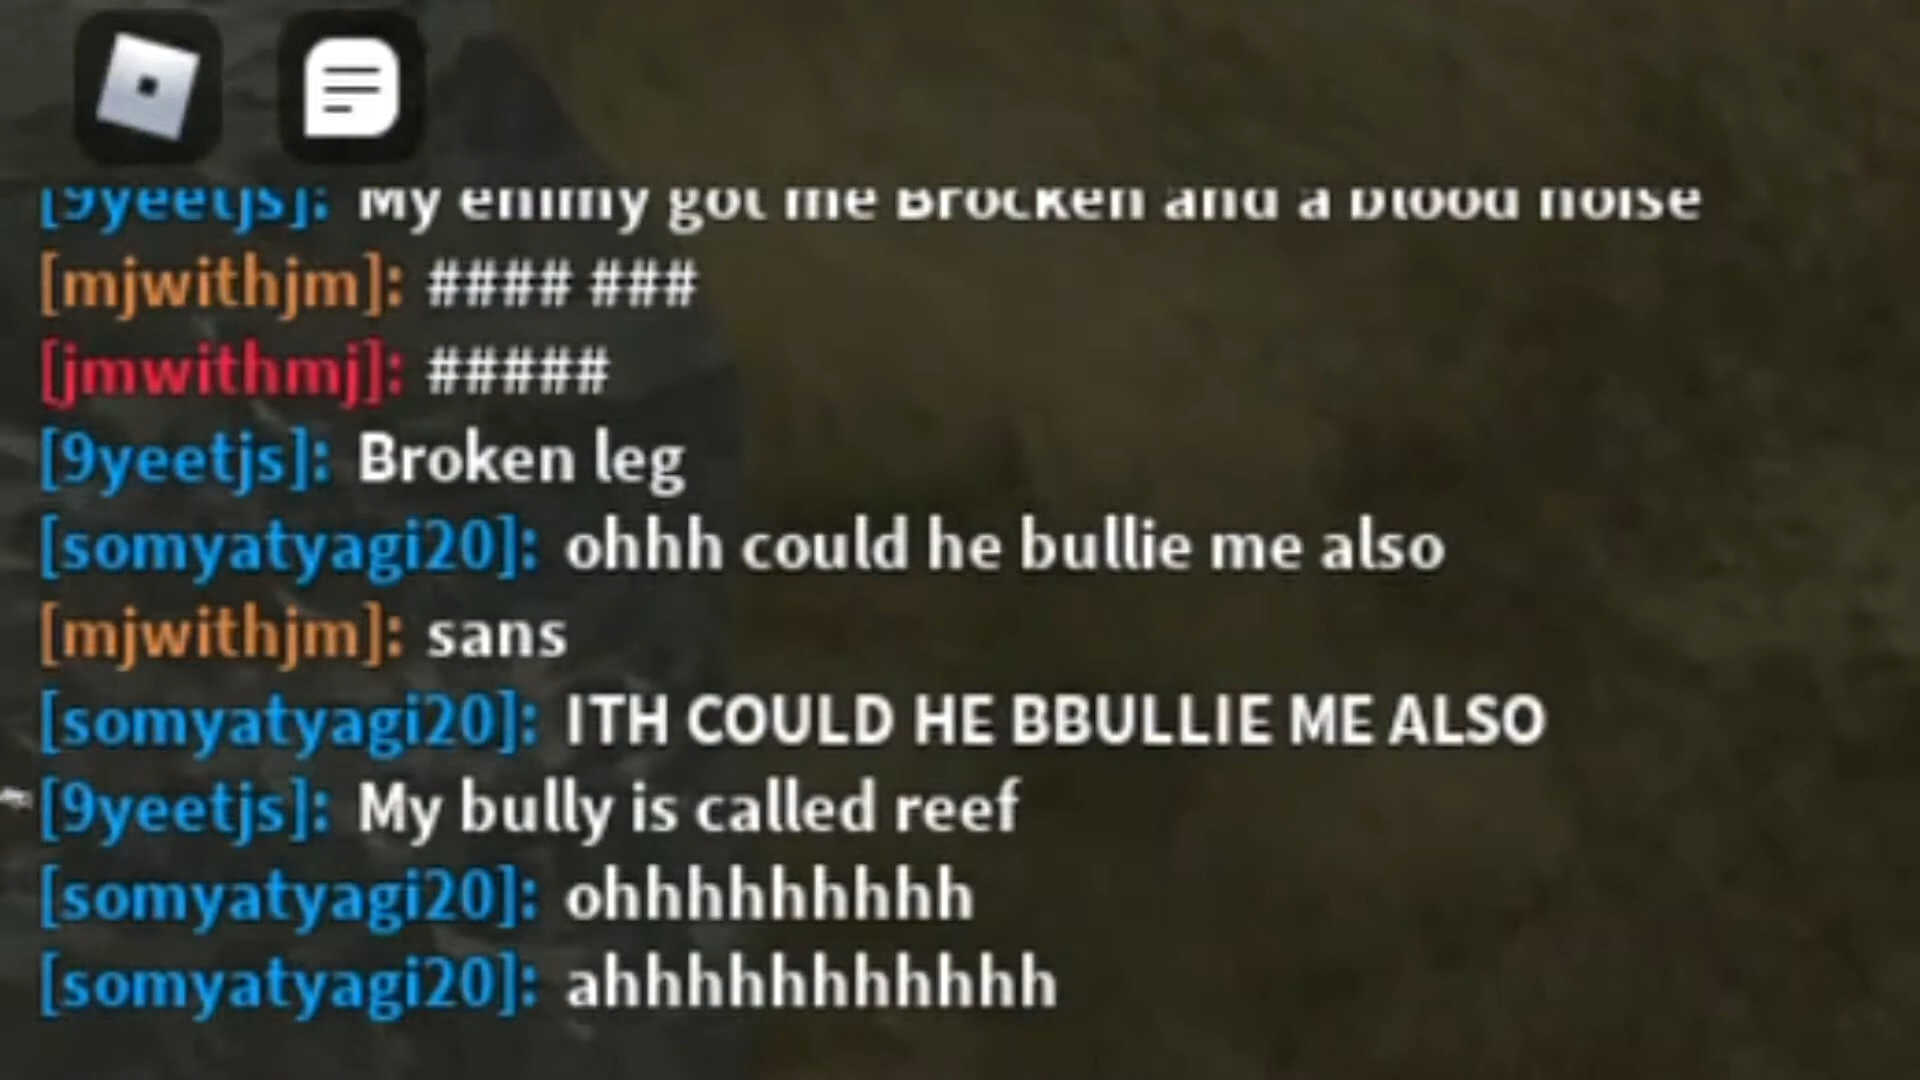 [9yeetjs]: My enimy got me Brocken and a blood noise
[mjwithjm]: #### ###
[jmwithmj]: #####
[9yeetjs]: Broken leg
[somyatyagi20]: ohhh could he bullie me also
[mjwithjm]: sans
[somyatyagi20]: ITH COULD HE BBULLIE ME ALSO
[9yeetjs]: My bully is called reef
[somyatyagi20]: ohhhhhhhhhh
[somyatyagi20]: ahhhhhhhhhhhh